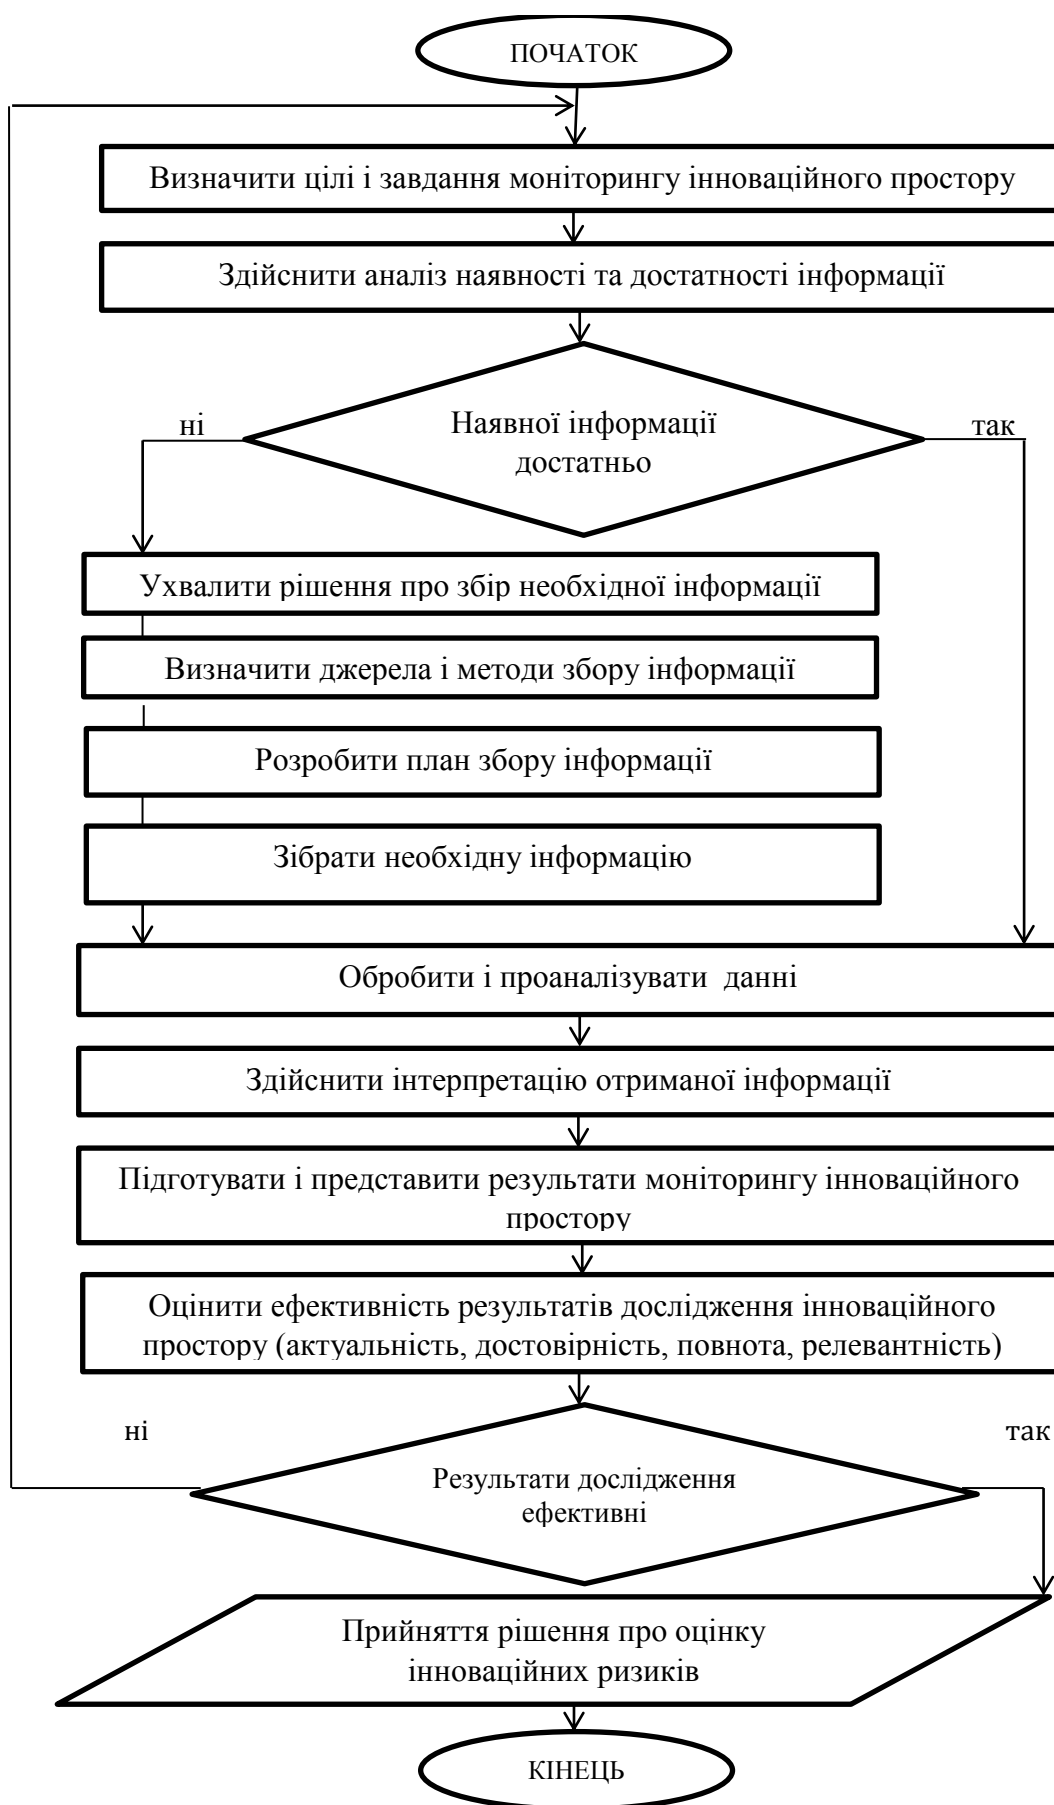 ПОЧАТОК
Визначити цілі і завдання моніторингу інноваційного простору
Здійснити аналіз наявності та достатності інформації
ні
Наявної інформації
достатньо
так
Ухвалити рішення про збір необхідної інформації
Визначити джерела і методи збору інформації
Розробити план збору інформації
Зібрати необхідну інформацію
Обробити і проаналізувати данні
Здійснити інтерпретацію отриманої інформації
Підготувати і представити результати моніторингу інноваційного
простору
Оцінити ефективність результатів дослідження інноваційного
простору (актуальність, достовірність, повнота, релевантність)
ні
так
Результати дослідження
ефективні
Прийняття рішення про оцінку
інноваційних ризиків
КІНЕЦЬ